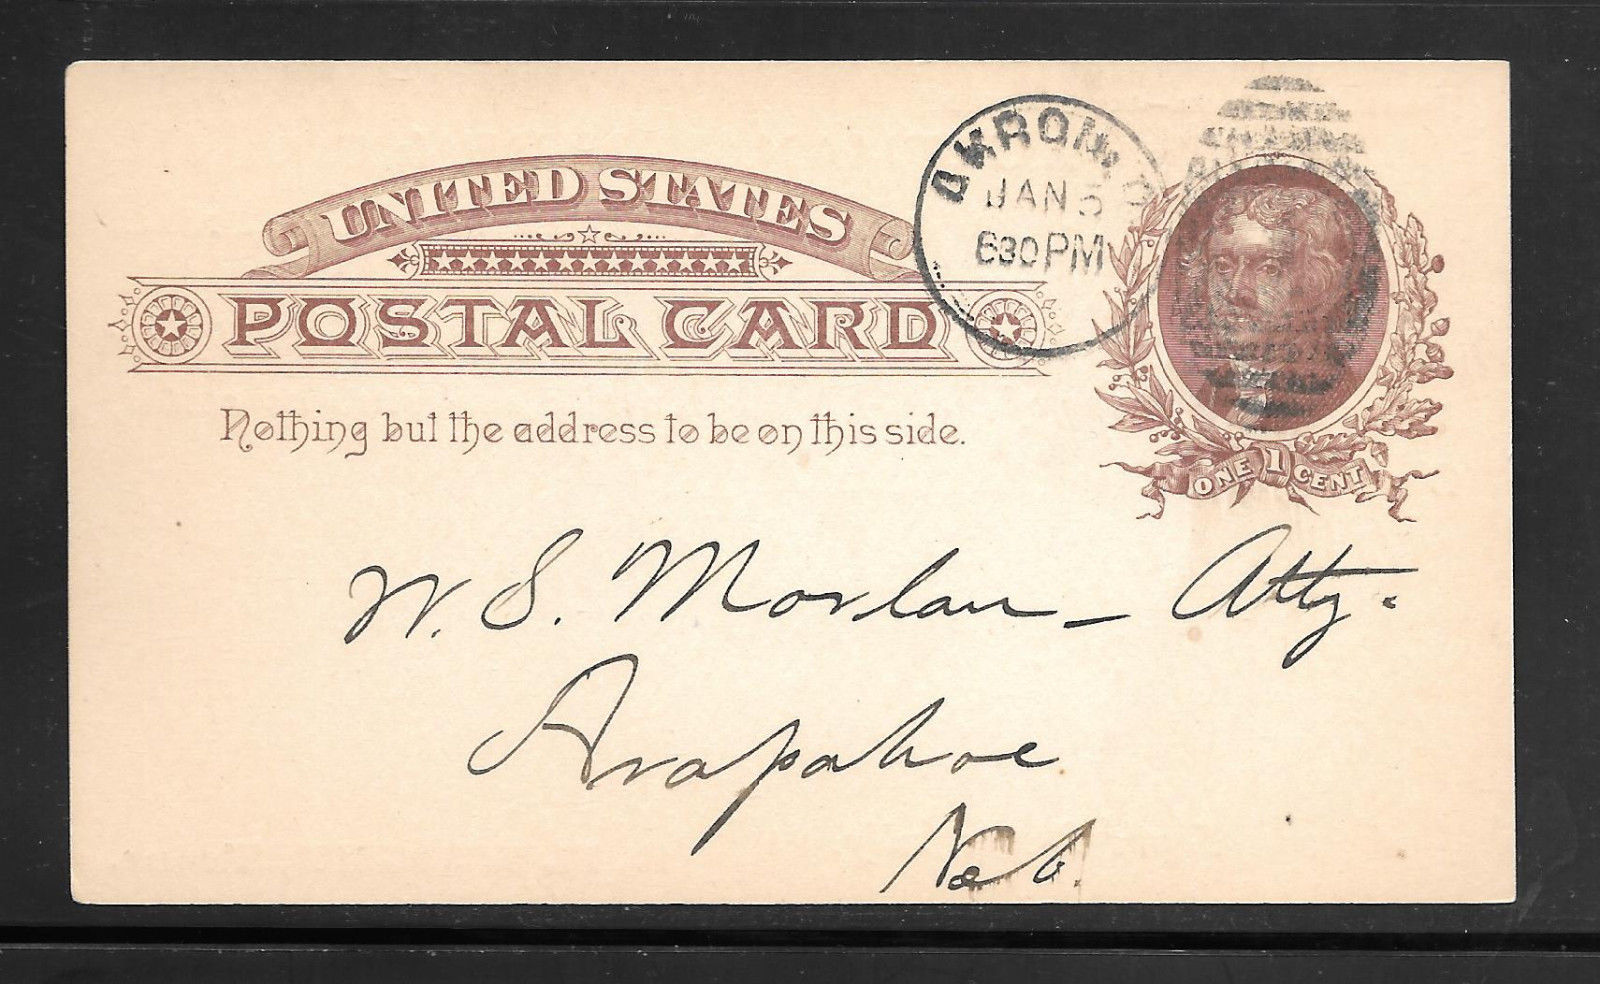 UNITED STATES
POSTAL CARD
Nothing but the address to be on this side.
AKRON, O
JAN 5
630 PM
ONE 1 CENT
W. S. Morlan - Atty.
Arapahoe
Neb.